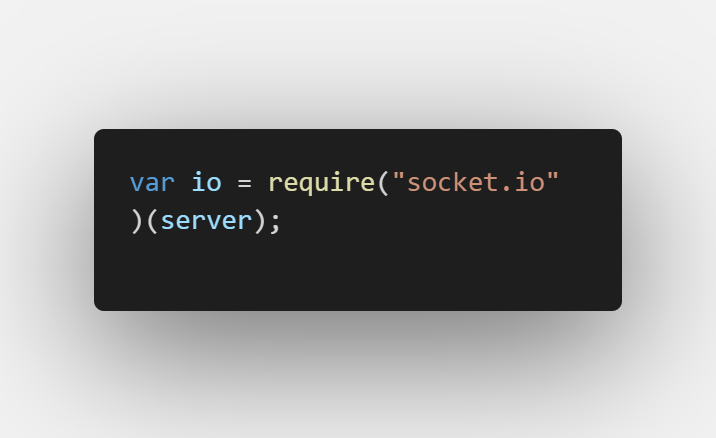 var io = require("socket.io"
)(server);